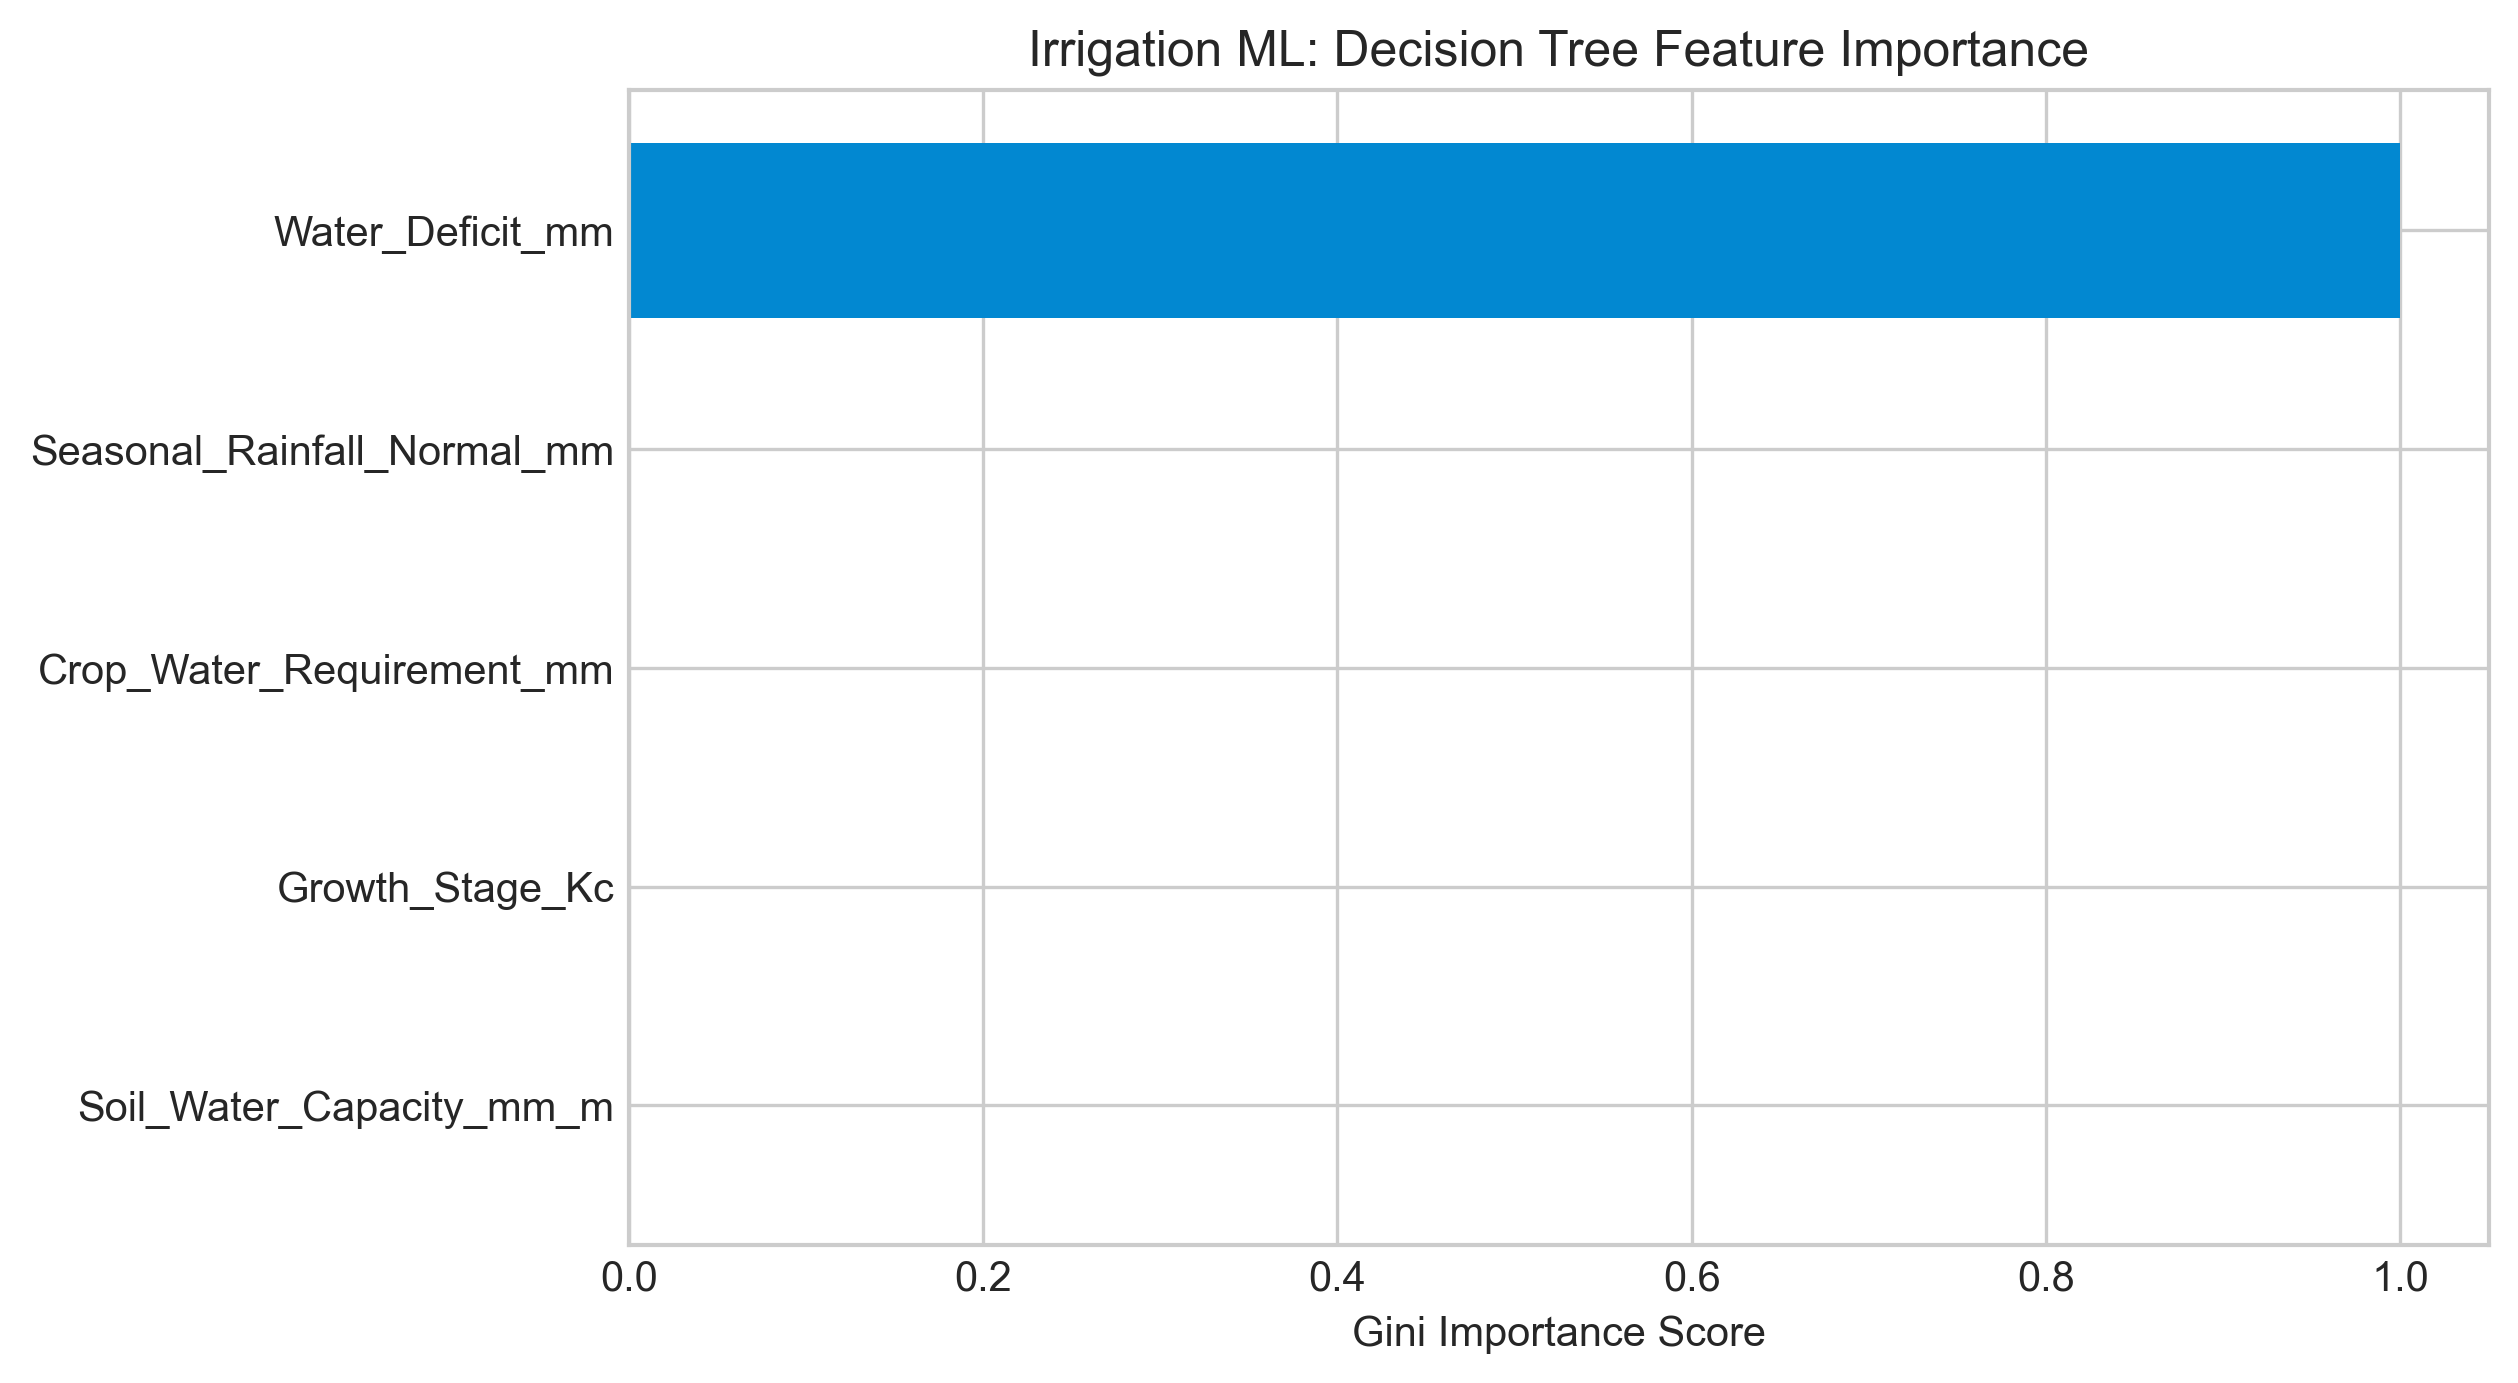 Irrigation ML: Decision Tree Feature Importance
Water_Deficit_mm
Seasonal_Rainfall_Normal_mm
Crop_Water_Requirement_mm
Growth_Stage_Kc
Soil_Water_Capacity_mm_m
0.0 0.2 0.4 0.6 0.8 1.0
Gini Importance Score